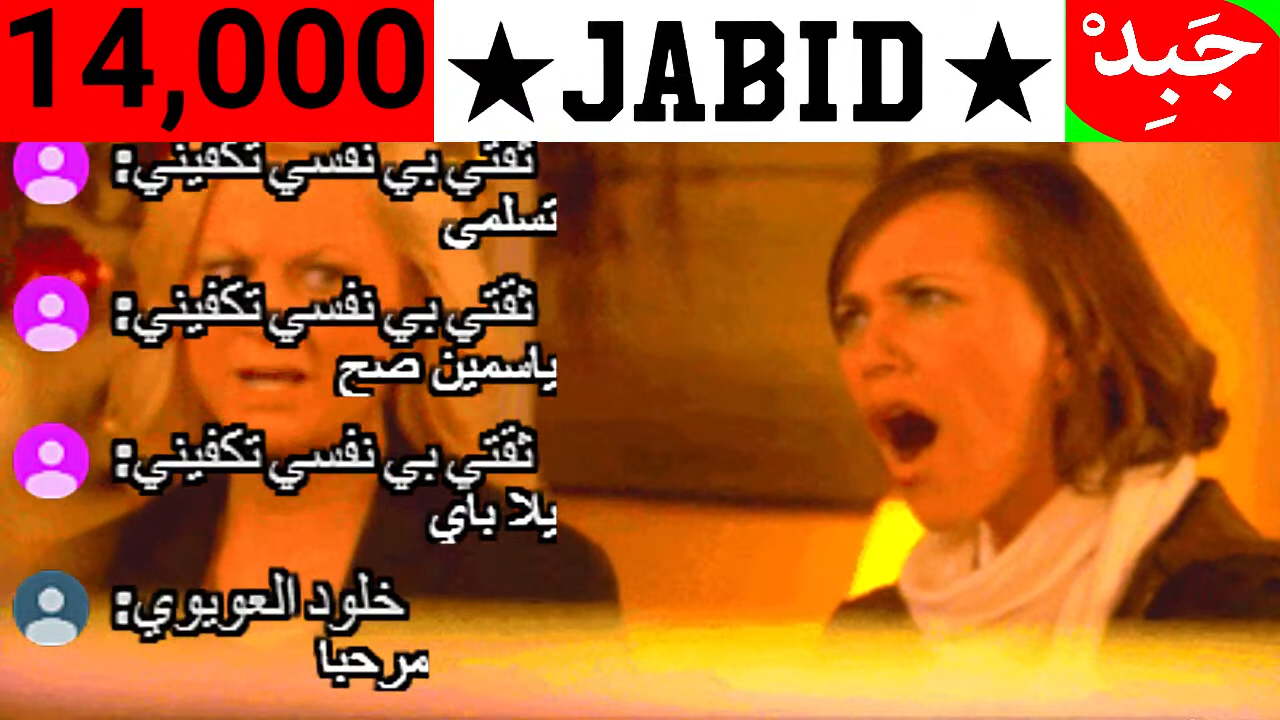 14,000
★JABID★
جَبِدْ
ثقتي بي نفسي تكفيني:
تسلمي
ثقتي بي نفسي تكفيني:
ياسمين صح
ثقتي بي نفسي تكفيني:
يلا باي
خلود العويوي:
مرحبا